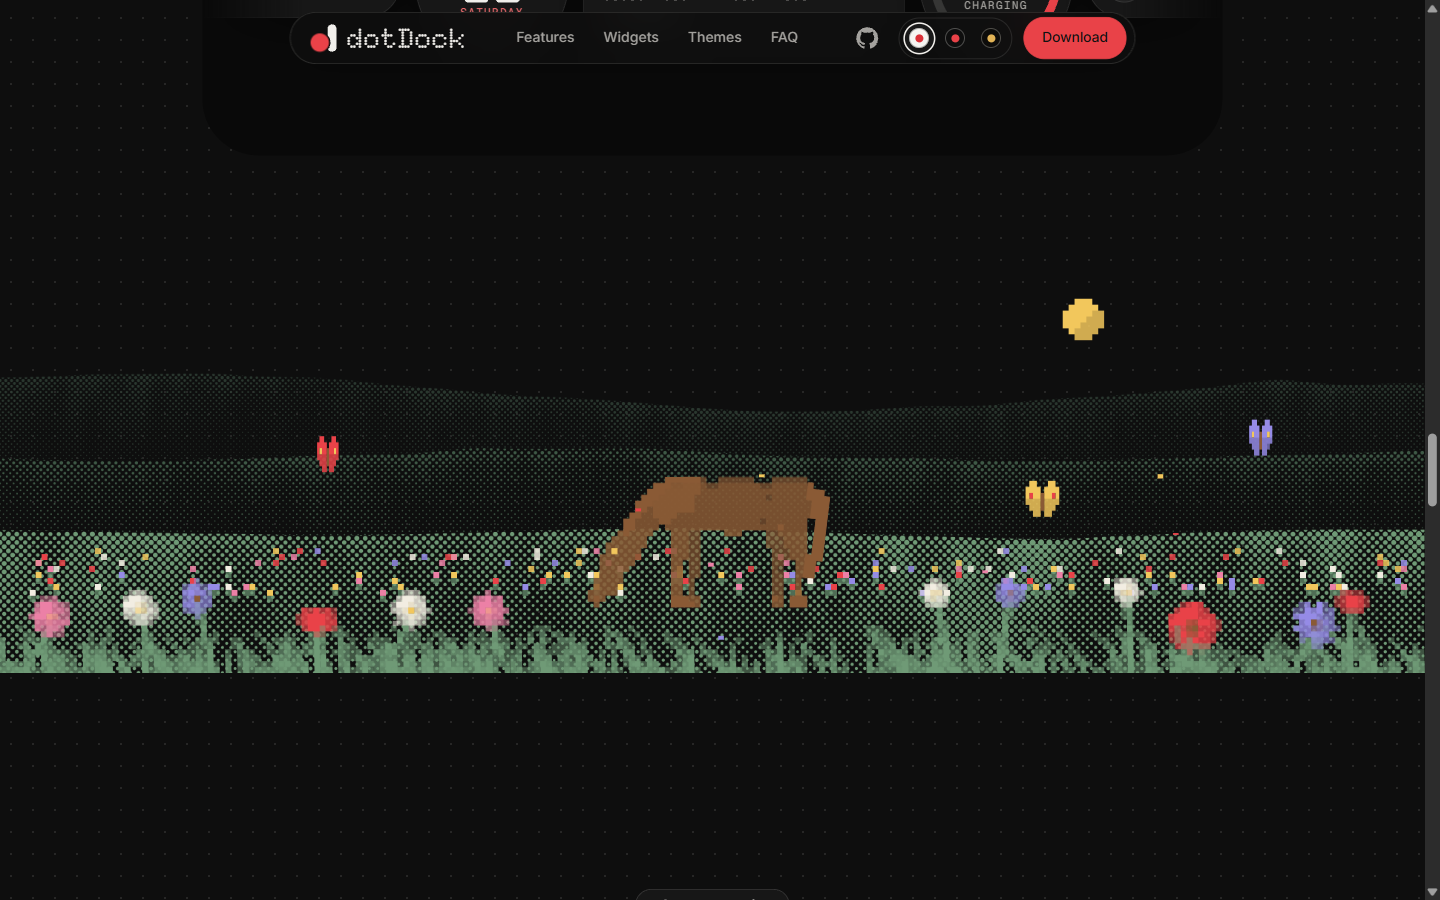 SATURDAY
CHARGING
dotDock
Features
Widgets
Themes
FAQ
Download